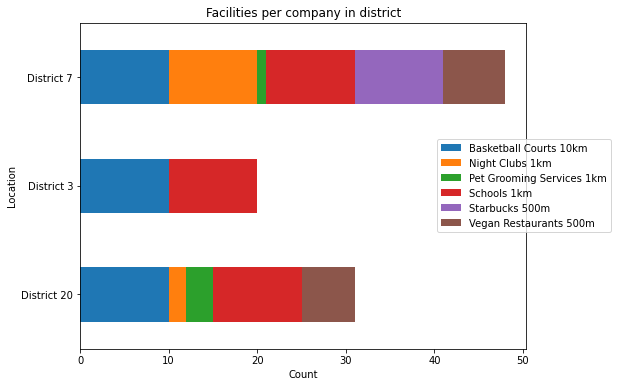 Facilities per company in district
Location
District 7
District 3
District 20
Basketball Courts 10km
Night Clubs 1km
Pet Grooming Services 1km
Schools 1km
Starbucks 500m
Vegan Restaurants 500m
0 10 20 30 40 50
Count